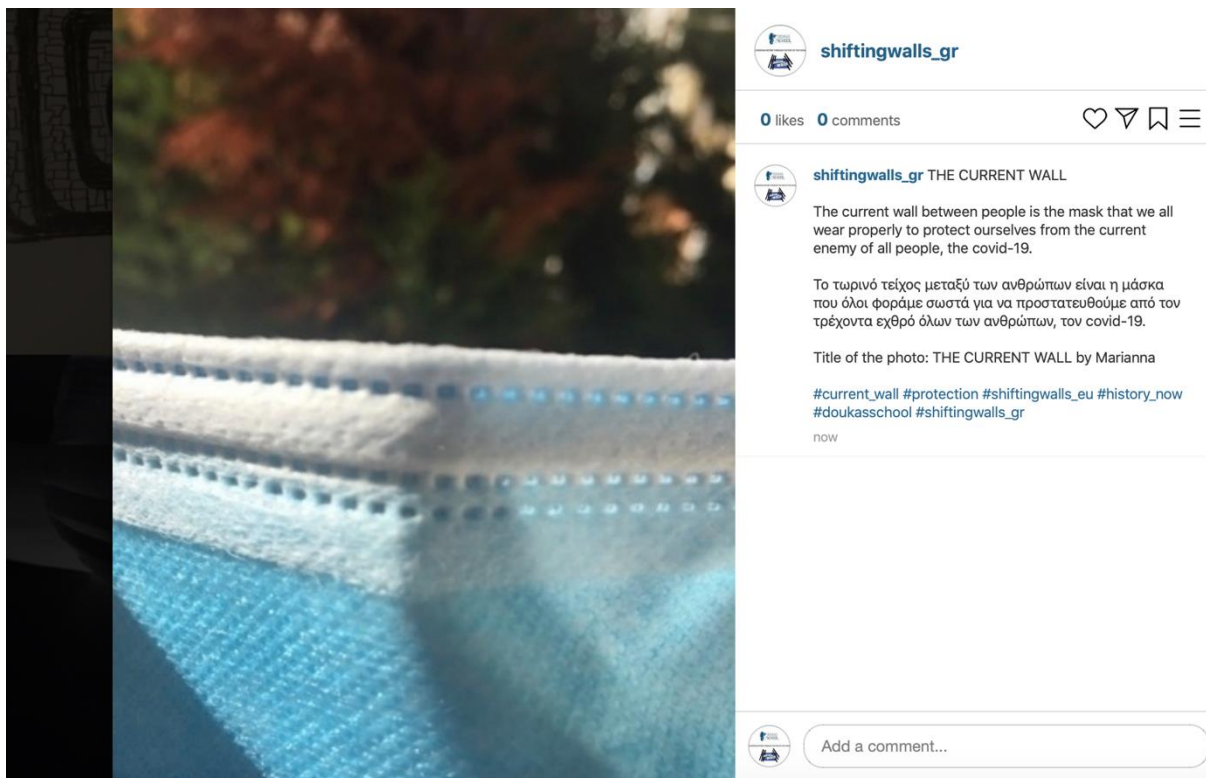 shiftingwalls_gr
0 likes 0 comments
shiftingwalls_gr THE CURRENT WALL
The current wall between people is the mask that we all
wear properly to protect ourselves from the current
enemy of all people, the covid-19.
Το τωρινό τείχος μεταξύ των ανθρώπων είναι η μάσκα
που όλοι φοράμε σωστά για να προστατευθούμε από τον
τρέχοντα εχθρό όλων των ανθρώπων, τον covid-19.
Title of the photo: THE CURRENT WALL by Marianna
#current_wall #protection #shiftingwalls_eu #history_now
#doukasschool #shiftingwalls_gr
now
Add a comment...